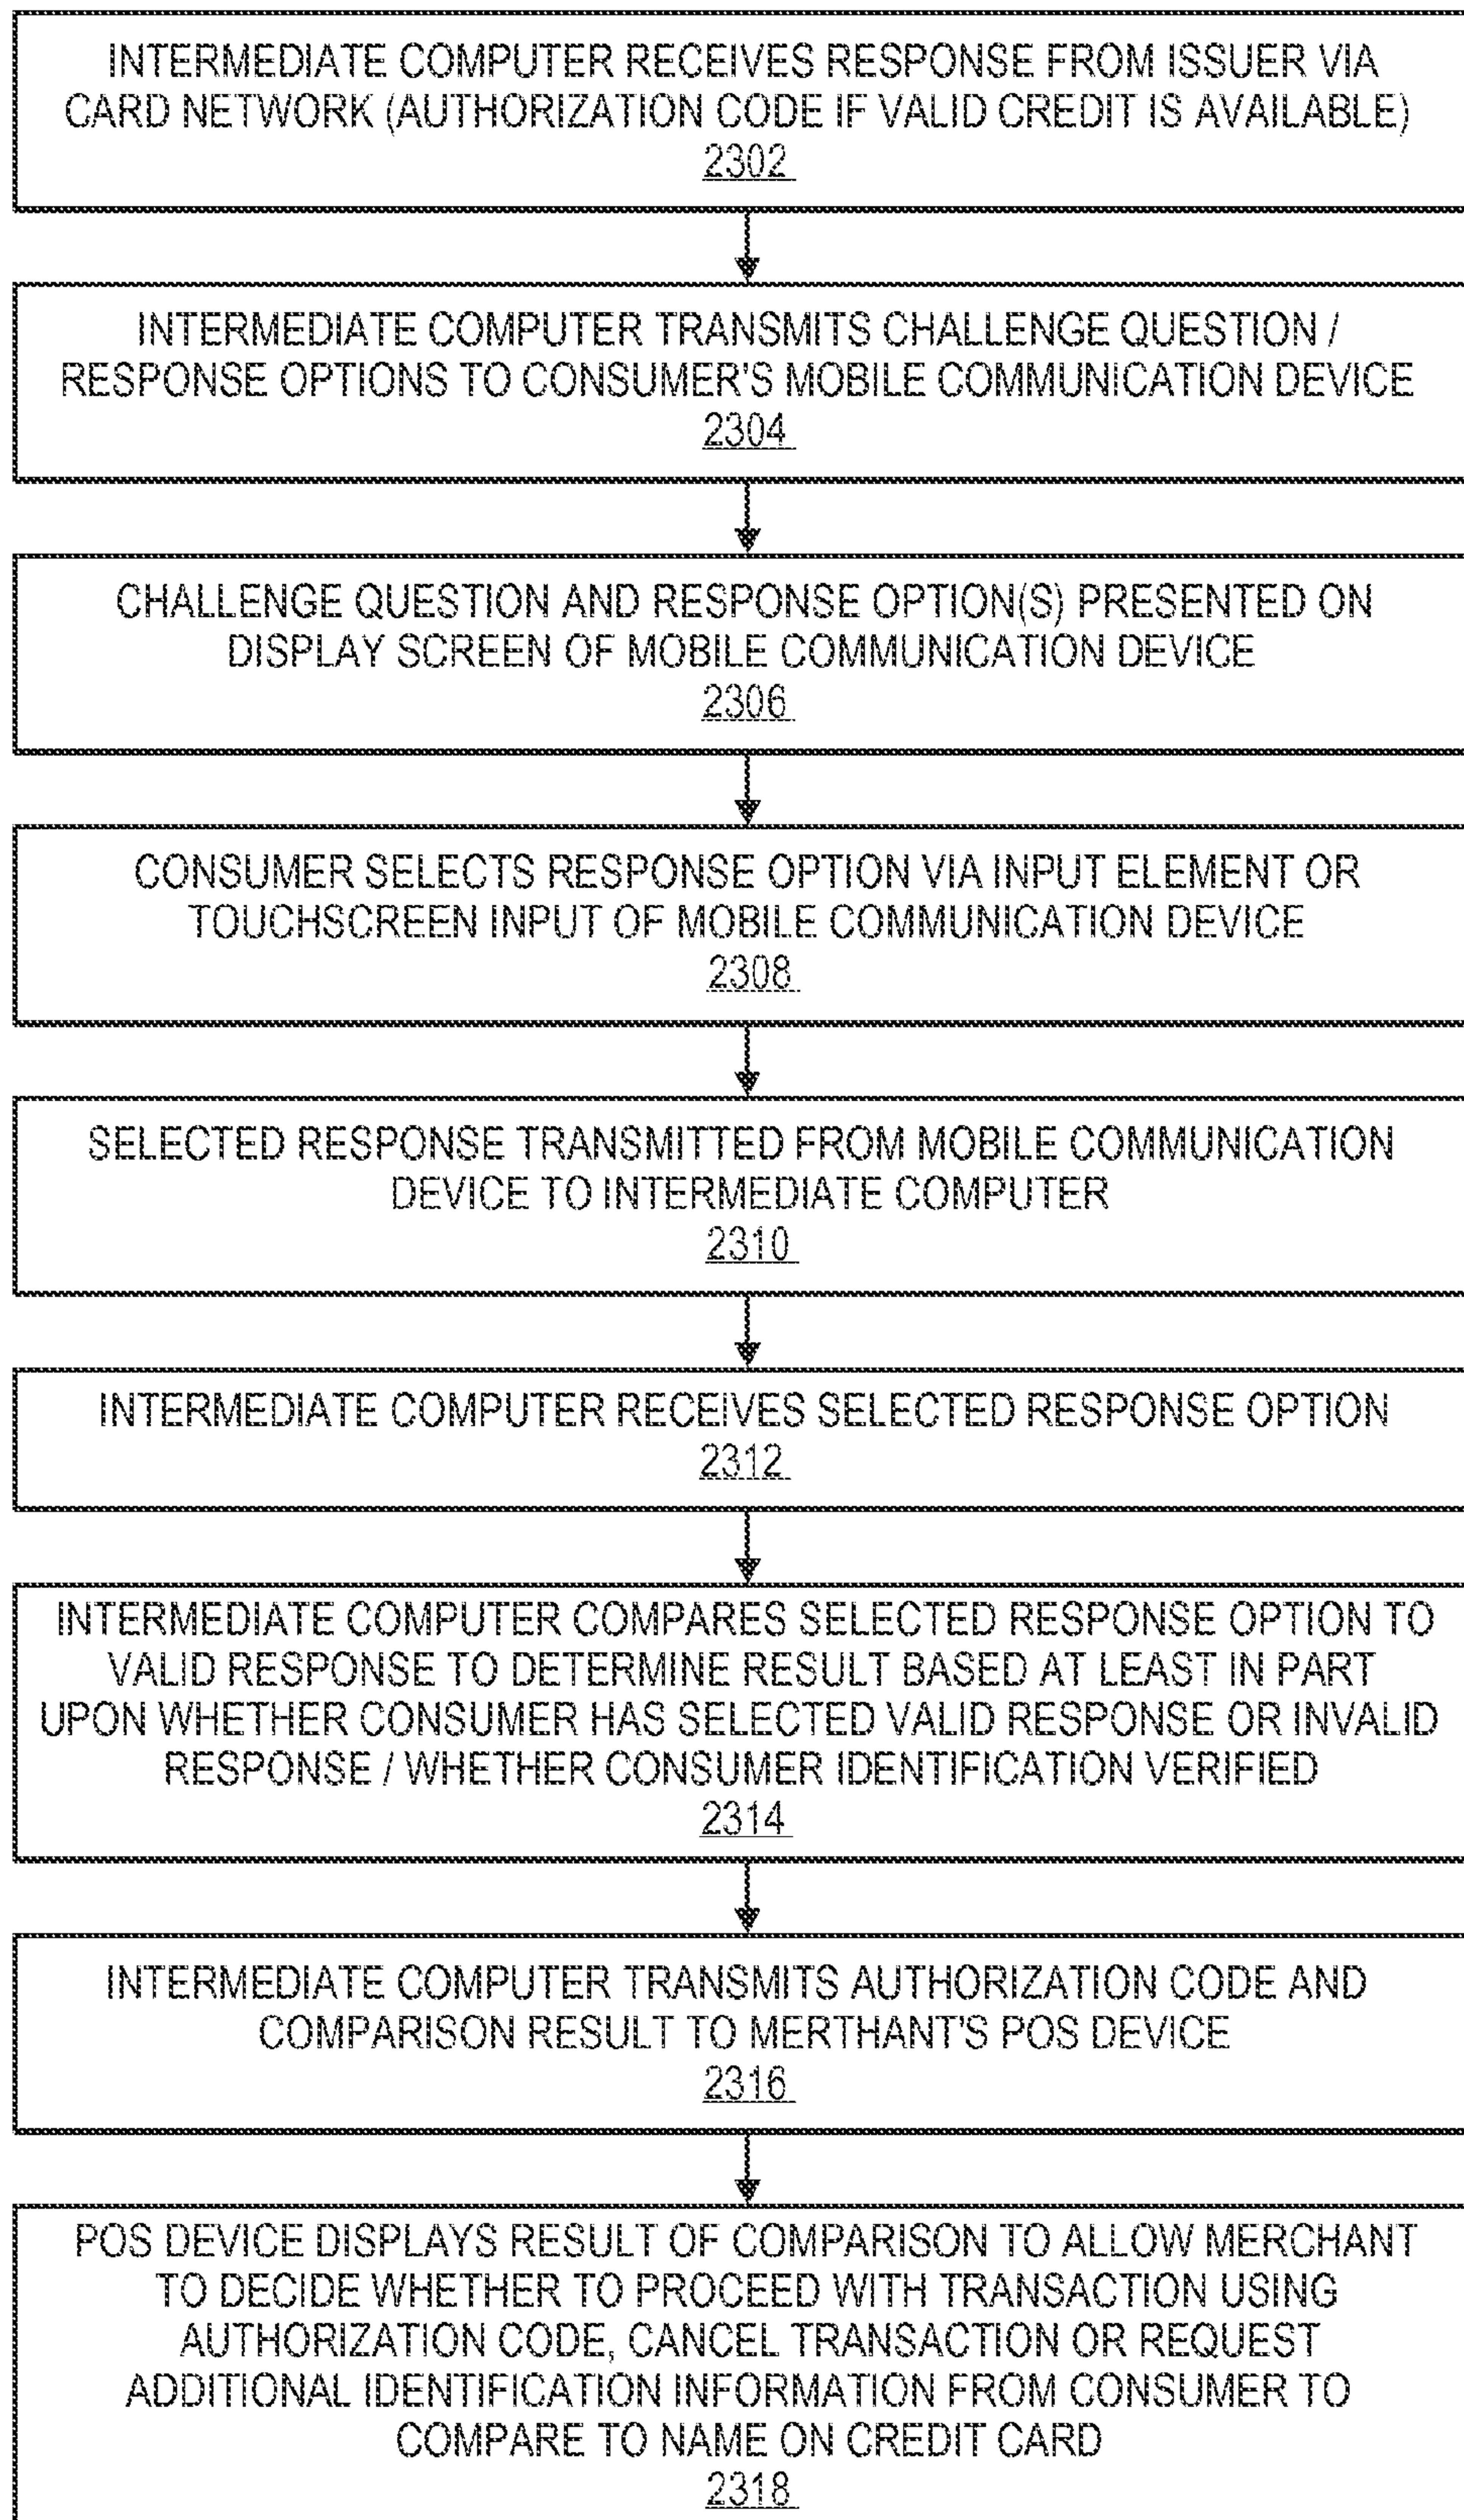 INTERMEDIATE COMPUTER RECEIVES RESPONSE FROM ISSUER VIA
CARD NETWORK (AUTHORIZATION CODE IF VALID CREDIT IS AVAILABLE)
2302
INTERMEDIATE COMPUTER TRANSMITS CHALLENGE QUESTION /
RESPONSE OPTIONS TO CONSUMER'S MOBILE COMMUNICATION DEVICE
2304
CHALLENGE QUESTION AND RESPONSE OPTION(S) PRESENTED ON
DISPLAY SCREEN OF MOBILE COMMUNICATION DEVICE
2306
CONSUMER SELECTS RESPONSE OPTION VIA INPUT ELEMENT OR
TOUCHSCREEN INPUT OF MOBILE COMMUNICATION DEVICE
2308
SELECTED RESPONSE TRANSMITTED FROM MOBILE COMMUNICATION
DEVICE TO INTERMEDIATE COMPUTER
2310
INTERMEDIATE COMPUTER RECEIVES SELECTED RESPONSE OPTION
2312
INTERMEDIATE COMPUTER COMPARES SELECTED RESPONSE OPTION TO
VALID RESPONSE TO DETERMINE RESULT BASED AT LEAST IN PART
UPON WHETHER CONSUMER HAS SELECTED VALID RESPONSE OR INVALID
RESPONSE / WHETHER CONSUMER IDENTIFICATION VERIFIED
2314
INTERMEDIATE COMPUTER TRANSMITS AUTHORIZATION CODE AND
COMPARISON RESULT TO MERTHANT'S POS DEVICE
2316
POS DEVICE DISPLAYS RESULT OF COMPARISON TO ALLOW MERCHANT
TO DECIDE WHETHER TO PROCEED WITH TRANSACTION USING
AUTHORIZATION CODE, CANCEL TRANSACTION OR REQUEST
ADDITIONAL IDENTIFICATION INFORMATION FROM CONSUMER TO
COMPARE TO NAME ON CREDIT CARD
2318